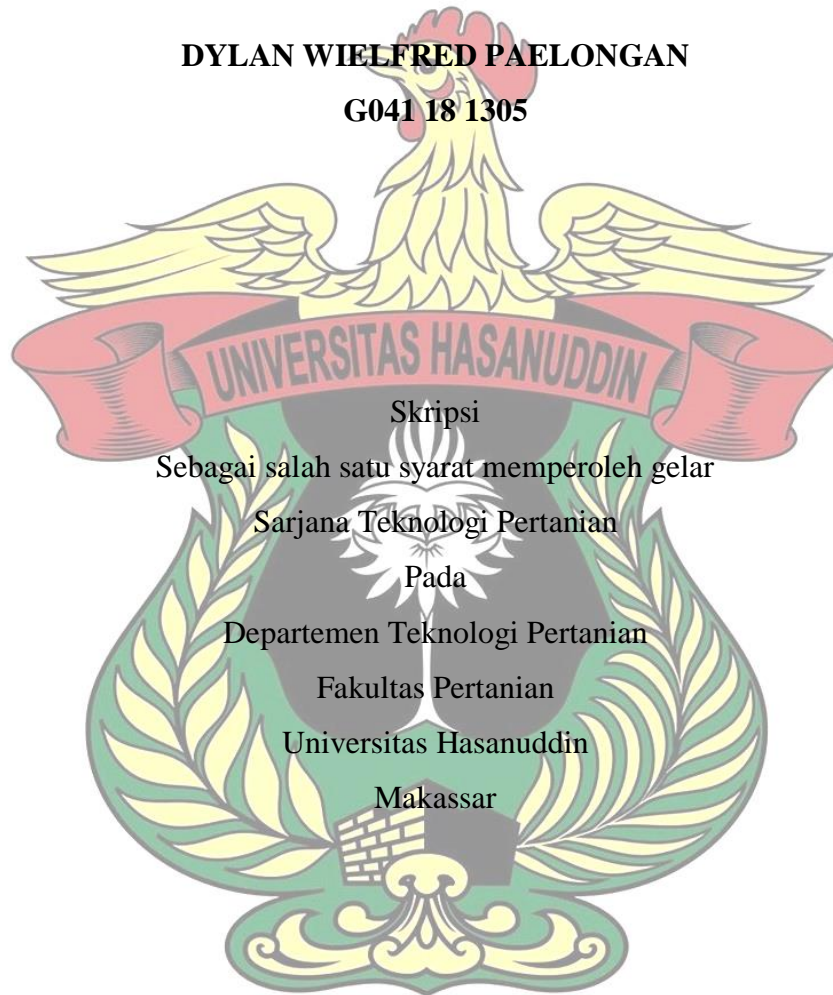 DYLAN WIELFRED PAELONGAN
G041 18 1305
UNIVERSITAS HASANUDDIN
Skripsi
Sebagai salah satu syarat memperoleh gelar
Sarjana Teknologi Pertanian
Pada
Departemen Teknologi Pertanian
Fakultas Pertanian
Universitas Hasanuddin
Makassar